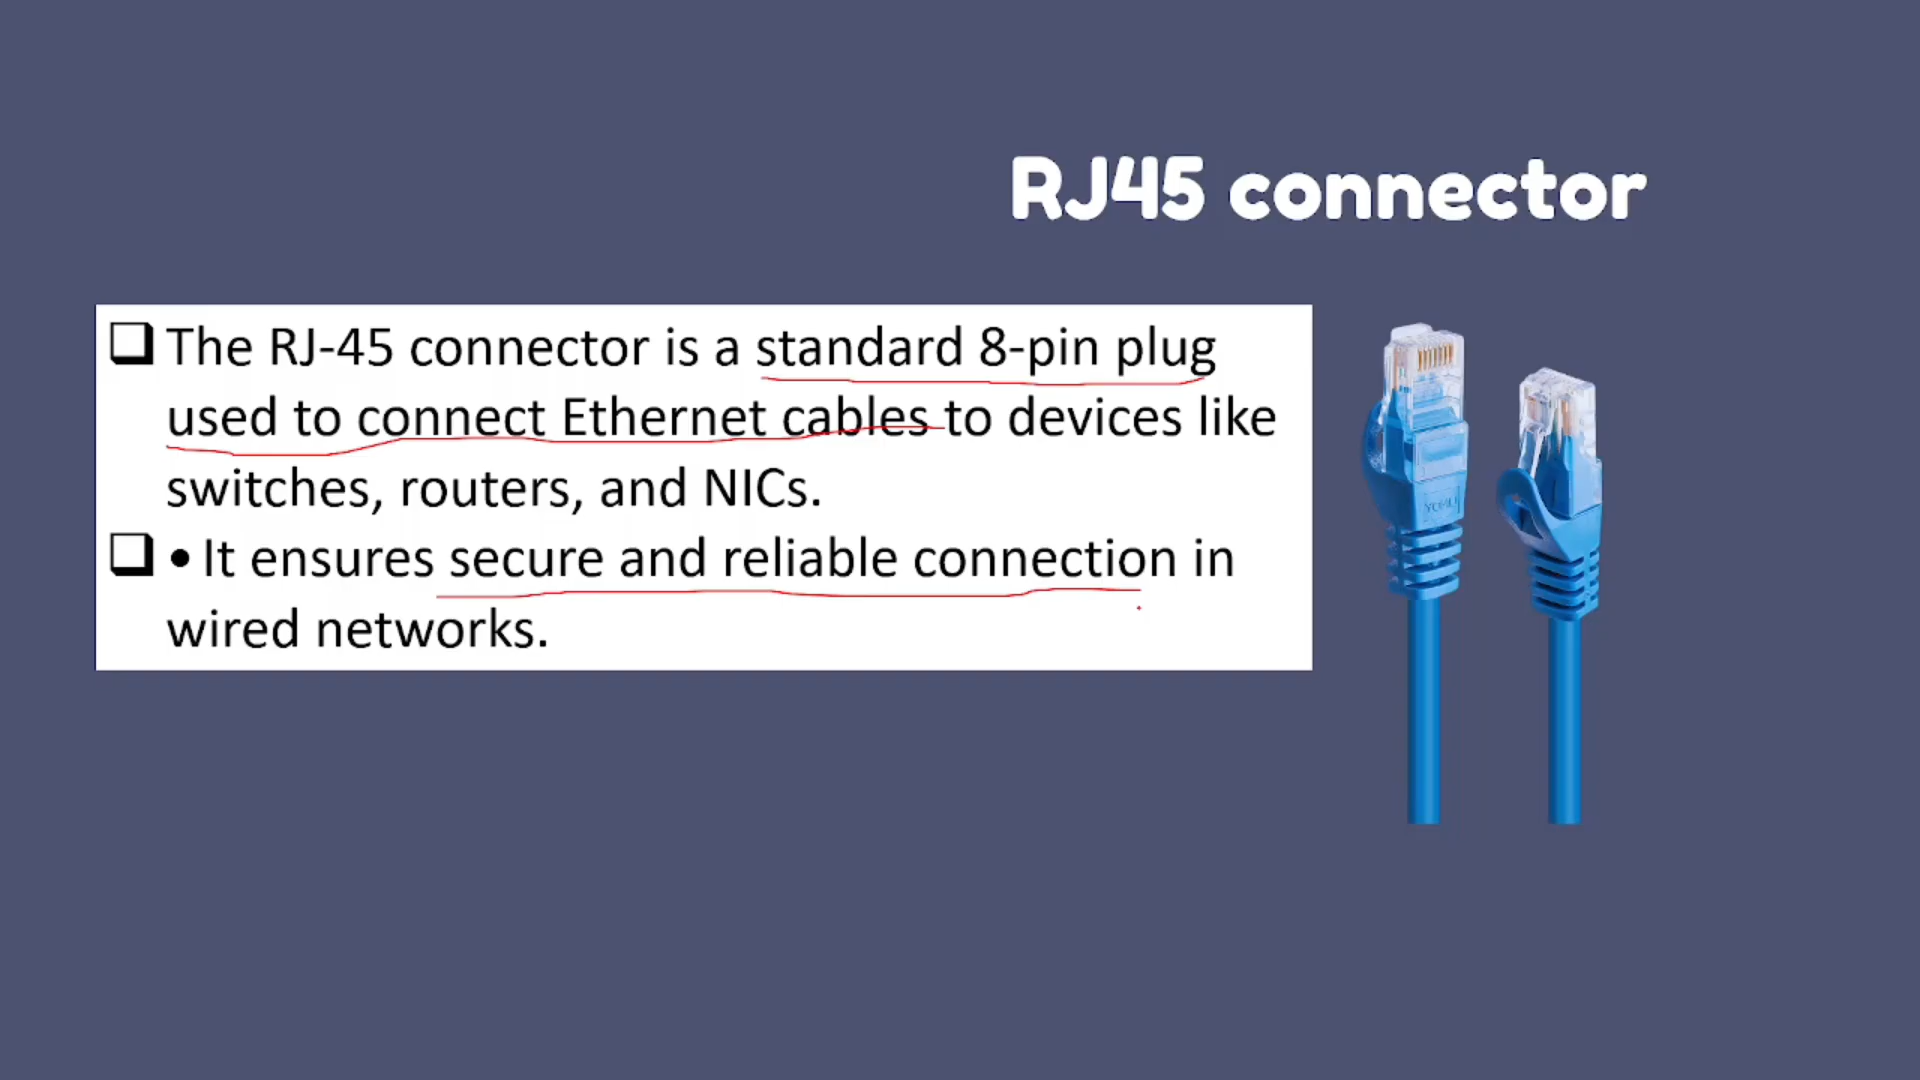 RJ45 connector
❑ The RJ-45 connector is a standard 8-pin plug
used to connect Ethernet cables to devices like
switches, routers, and NICs.
❑ • It ensures secure and reliable connection in
wired networks.